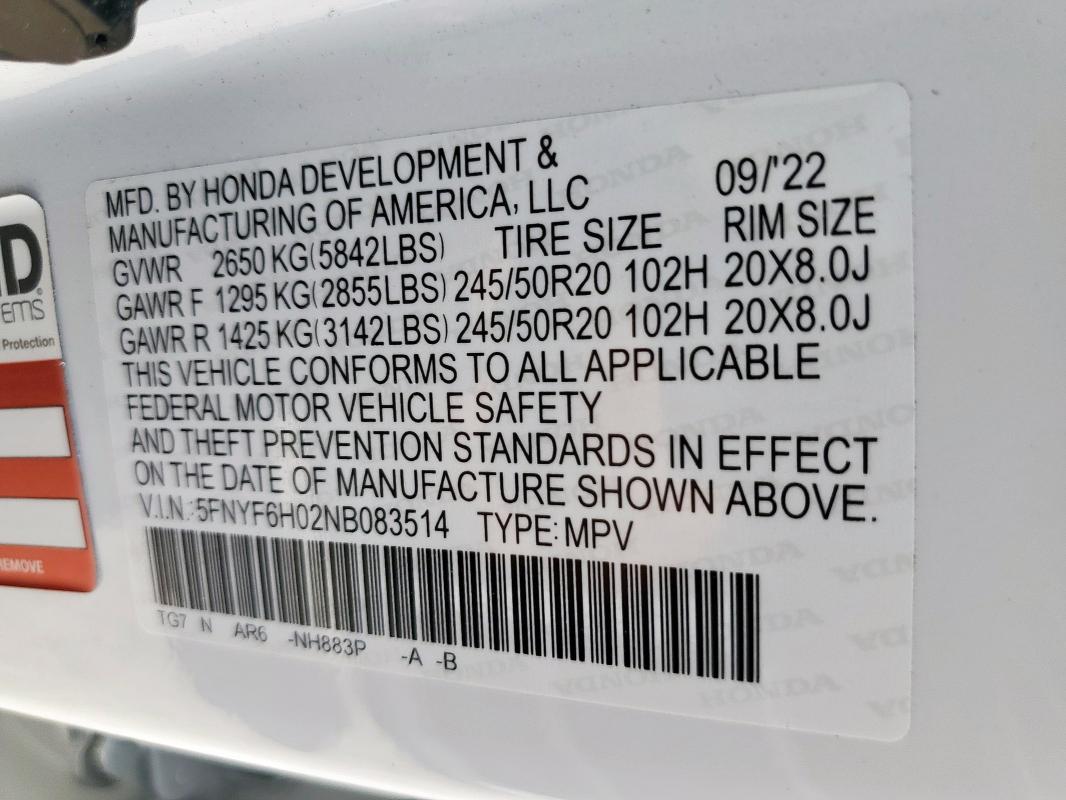 MFD. BY HONDA DEVELOPMENT &
MANUFACTURING OF AMERICA, LLC 09/'22
GVWR 2650 KG(5842LBS) TIRE SIZE RIM SIZE
GAWR F 1295 KG(2855LBS) 245/50R20 102H 20X8.0J
GAWR R 1425 KG(3142LBS) 245/50R20 102H 20X8.0J
THIS VEHICLE CONFORMS TO ALL APPLICABLE
FEDERAL MOTOR VEHICLE SAFETY
AND THEFT PREVENTION STANDARDS IN EFFECT
ON THE DATE OF MANUFACTURE SHOWN ABOVE.
V.I.N.:5FNYF6H02NB083514 TYPE:MPV
TG7 N AR6 -NH883P -A -B
Protection